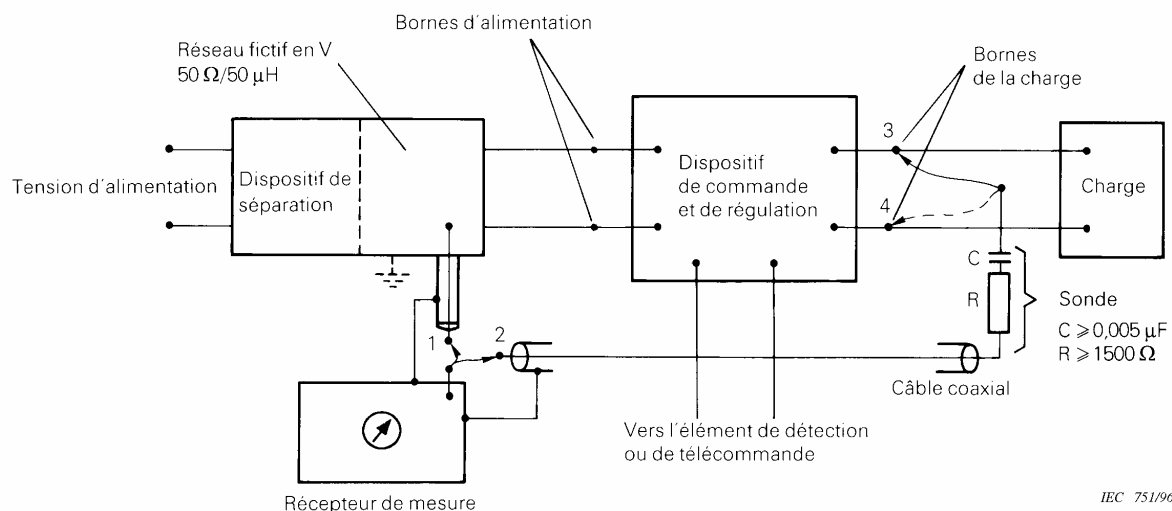 Bornes d'alimentation
Réseau fictif en V
50 Ω/50 μH
Bornes
de la charge
3
Tension d'alimentation
Dispositif de
séparation
Dispositif
de commande
et de régulation
Charge
4
C
R
Sonde
C ⩾ 0,005 μF
R ⩾ 1500 Ω
1
2
Câble coaxial
Vers l'élément de détection
ou de télécommande
Récepteur de mesure
IEC 751/96